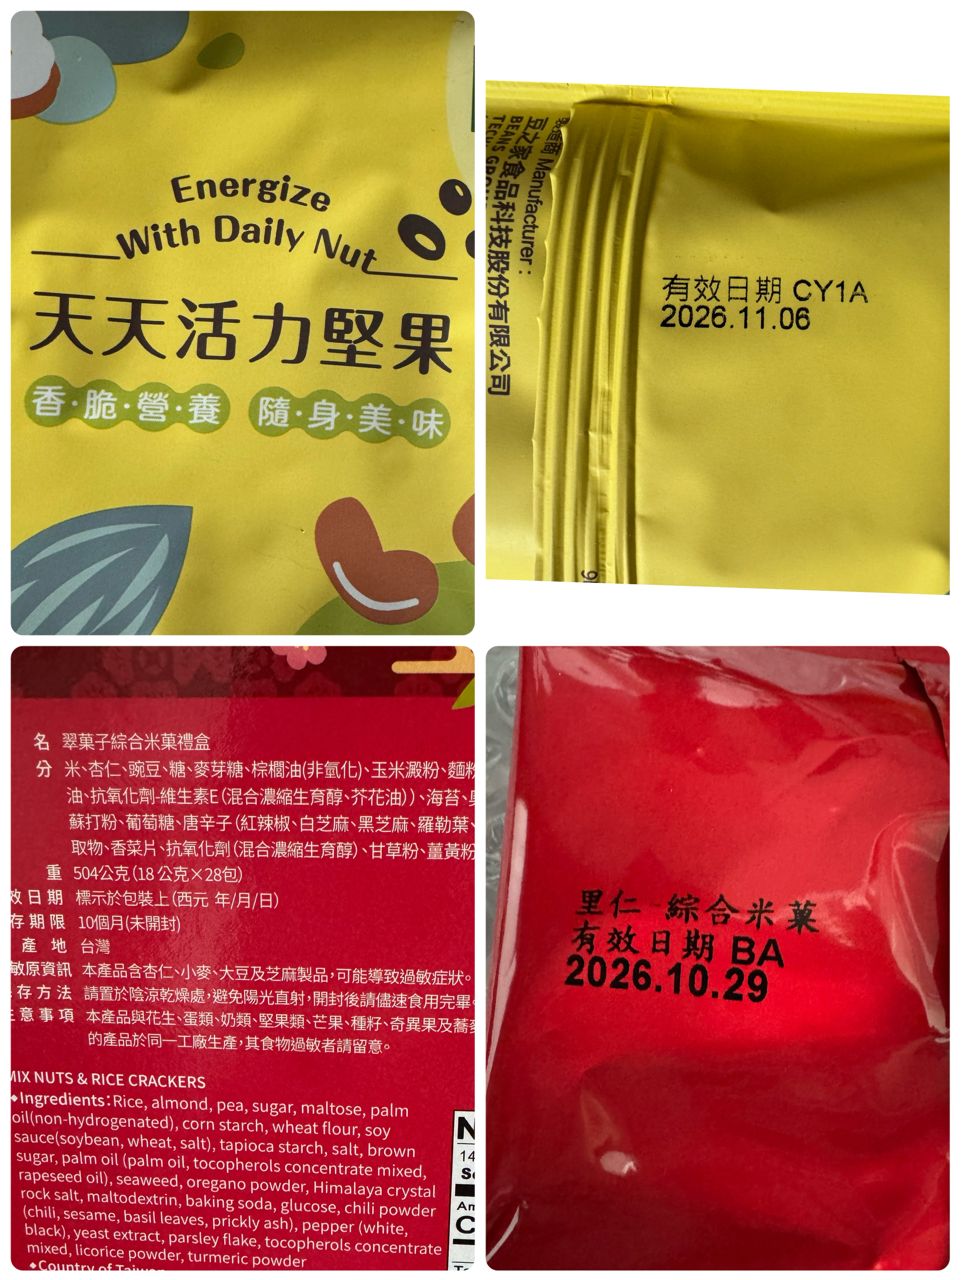 Energize
With Daily Nut
天天活力堅果
香·脆·營·養 隨·身·美·味
Manufacturer :
豆之家食品科技股份有限公司
有效日期 CY1A
2026.11.06
名 翠菓子綜合米菓禮盒
分 米、杏仁、豌豆、糖、麥芽糖、棕櫚油(非氫化)、玉米澱粉、麵粉
油、抗氧化劑-維生素E(混合濃縮生育醇、芥花油))、海苔、
蘇打粉、葡萄糖、唐辛子(紅辣椒、白芝麻、黑芝麻、羅勒葉、
取物、香菜片、抗氧化劑(混合濃縮生育醇)、甘草粉、薑黃粉
重 504公克(18公克×28包)
效日期 標示於包裝上(西元 年/月/日)
存期限 10個月(未開封)
產地 台灣
敏原資訊 本產品含杏仁、小麥、大豆及芝麻製品,可能導致過敏症狀。
存方法 請置於陰涼乾燥處,避免陽光直射,開封後請儘速食用完畢。
意事項 本產品與花生、蛋類、奶類、堅果類、芒果、種籽、奇異果及蕎麥
的產品於同一工廠生產,其食物過敏者請留意。
MIX NUTS & RICE CRACKERS
◆Ingredients:Rice, almond, pea, sugar, maltose, palm
oil(non-hydrogenated), corn starch, wheat flour, soy
sauce(soybean, wheat, salt), tapioca starch, salt, brown
sugar, palm oil (palm oil, tocopherols concentrate mixed,
rapeseed oil), seaweed, oregano powder, Himalaya crystal
rock salt, maltodextrin, baking soda, glucose, chili powder
(chili, sesame, basil leaves, prickly ash), pepper (white,
black), yeast extract, parsley flake, tocopherols concentrate
mixed, licorice powder, turmeric powder
◆Country of Taiwan
里仁 綜合米菓
有效日期 BA
2026.10.29